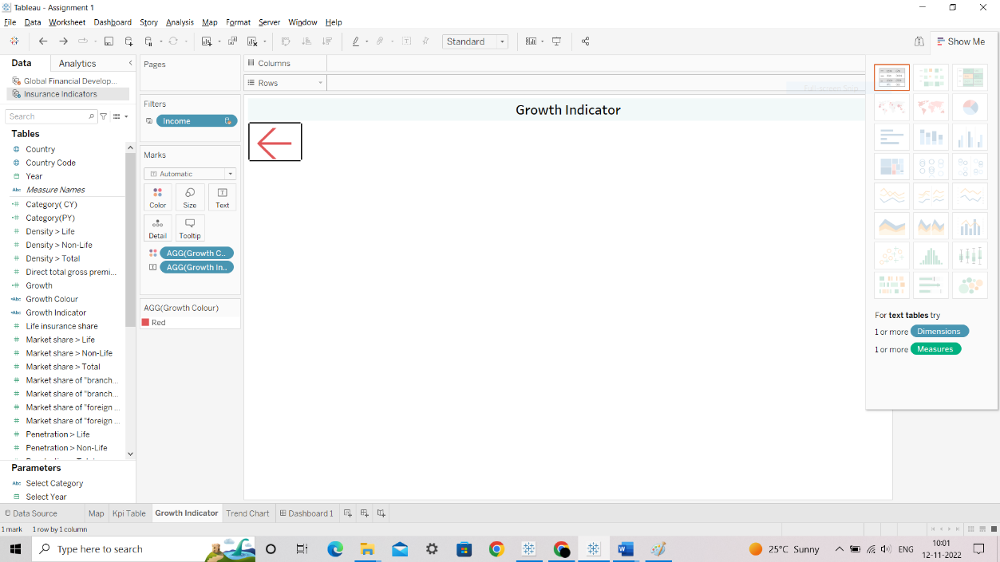 Tableau - Assignment 1
File Data Worksheet Dashboard Story Analysis Map Format Server Window Help
Standard
Show Me
Data Analytics
Global Financial Develop...
Insurance Indicators
Search
Tables
Country
Country Code
Year
Abc Measure Names
Category( CY)
Category(PY)
Density > Life
Density > Non-Life
Density > Total
Direct total gross premi...
Growth
Abc Growth Colour
Abc Growth Indicator
Life insurance share
Market share > Life
Market share > Non-Life
Market share > Total
Market share of "branch...
Market share of "branch...
Market share of "foreign ...
Market share of "foreign ...
Penetration > Life
Penetration > Non-Life
Parameters
Abc Select Category
Select Year
Pages
Filters
Income
Marks
Automatic
Color Size Text
Detail Tooltip
AGG(Growth C..
AGG(Growth In..
AGG(Growth Colour)
Red
Columns
Rows
Full-screen Snip
Growth Indicator
For text tables try
1 or more Dimensions
1 or more Measures
Data Source Map Kpi Table Growth Indicator Trend Chart Dashboard 1
1 mark 1 row by 1 column
Type here to search
25°C Sunny
ENG
10:01
12-11-2022